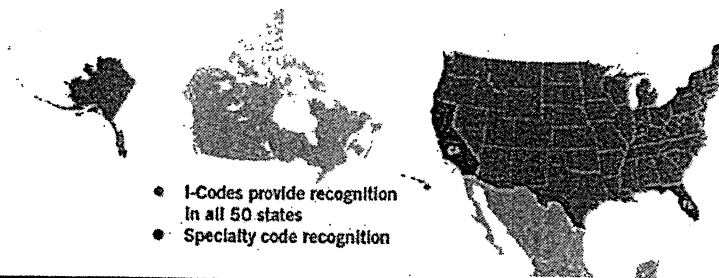 I-Codes provide recognition
in all 50 states
Specialty code recognition